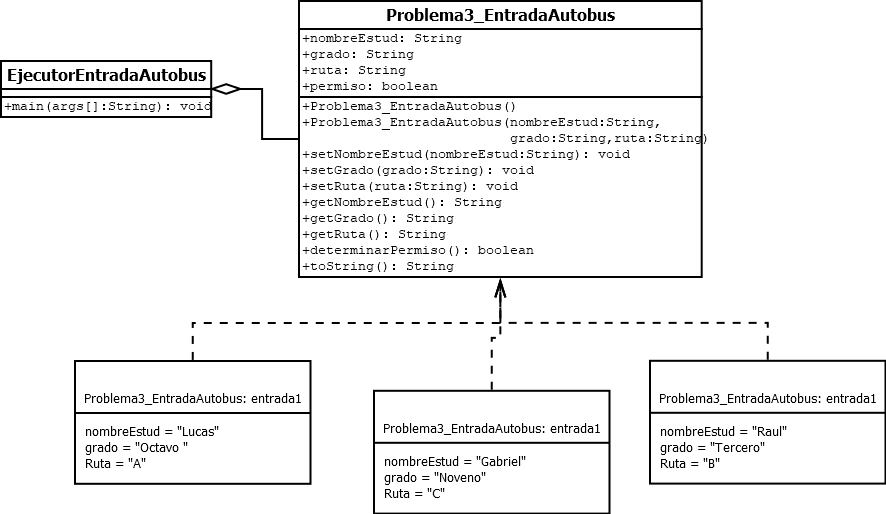 Problema3_EntradaAutobus
+nombreEstud: String
+grado: String
+ruta: String
+permiso: boolean
+Problema3_EntradaAutobus()
+Problema3_EntradaAutobus(nombreEstud:String,
grado:String,ruta:String)
+setNombreEstud(nombreEstud:String): void
+setGrado(grado:String): void
+setRuta(ruta:String): void
+getNombreEstud(): String
+getGrado(): String
+getRuta(): String
+determinarPermiso(): boolean
+toString(): String
EjecutorEntradaAutobus
+main(args[]:String): void
Problema3_EntradaAutobus: entrada1
nombreEstud = "Lucas"
grado = "Octavo "
Ruta = "A"
Problema3_EntradaAutobus: entrada1
nombreEstud = "Gabriel"
grado = "Noveno"
Ruta = "C"
Problema3_EntradaAutobus: entrada1
nombreEstud = "Raul"
grado = "Tercero"
Ruta = "B"